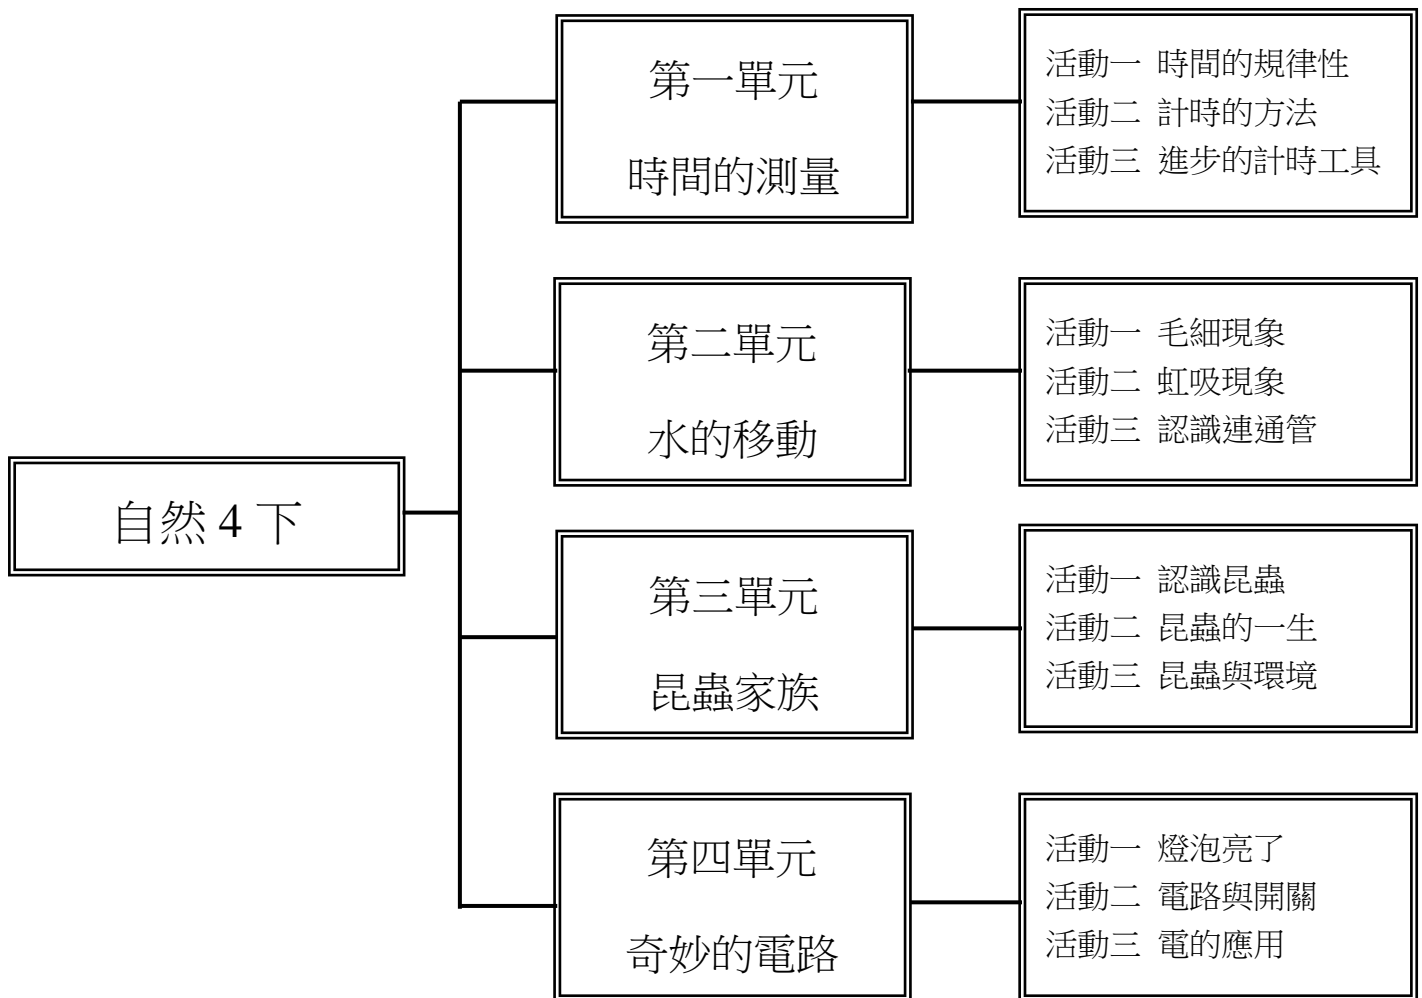 自然 4 下
第一單元
時間的測量
活動一 時間的規律性
活動二 計時的方法
活動三 進步的計時工具
第二單元
水的移動
活動一 毛細現象
活動二 虹吸現象
活動三 認識連通管
第三單元
昆蟲家族
活動一 認識昆蟲
活動二 昆蟲的一生
活動三 昆蟲與環境
第四單元
奇妙的電路
活動一 燈泡亮了
活動二 電路與開關
活動三 電的應用